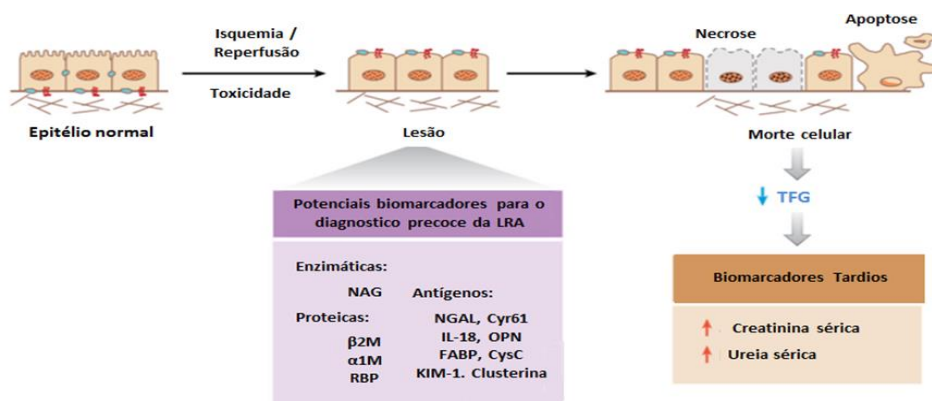 Isquemia /
Reperfusão
Toxicidade
Necrose
Apoptose
Epitélio normal
Lesão
Morte celular
Potenciais biomarcadores para o
diagnostico precoce da LRA
Enzimáticas:
NAG
Proteicas:
β2M
α1M
RBP
Antígenos:
NGAL, Cyr61
IL-18, OPN
FABP, CysC
KIM-1. Clusterina
TFG
Biomarcadores Tardios
Creatinina sérica
Ureia sérica